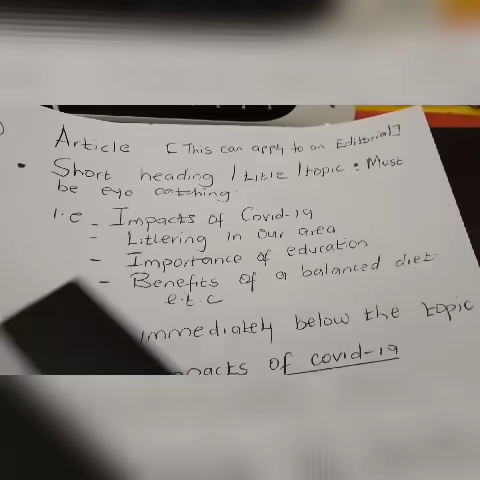 Article [This can apply to an Editorial]
• Short heading / title / topic : Must
be eye catching.
i.e - Impacts of Covid-19
- Littering in our area
- Importance of education
- Benefits of a balanced diet.
e.t.c
immediately below the topic
of covid-19